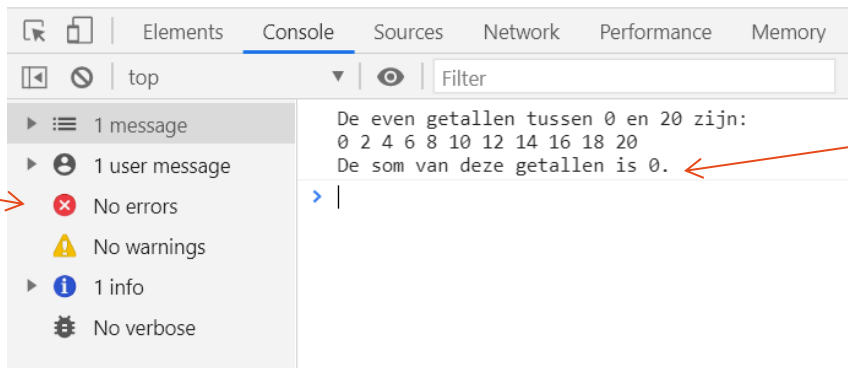 Elements Console Sources Network Performance Memory
top Filter
1 message
1 user message
No errors
No warnings
1 info
No verbose
De even getallen tussen 0 en 20 zijn:
0 2 4 6 8 10 12 14 16 18 20
De som van deze getallen is 0.